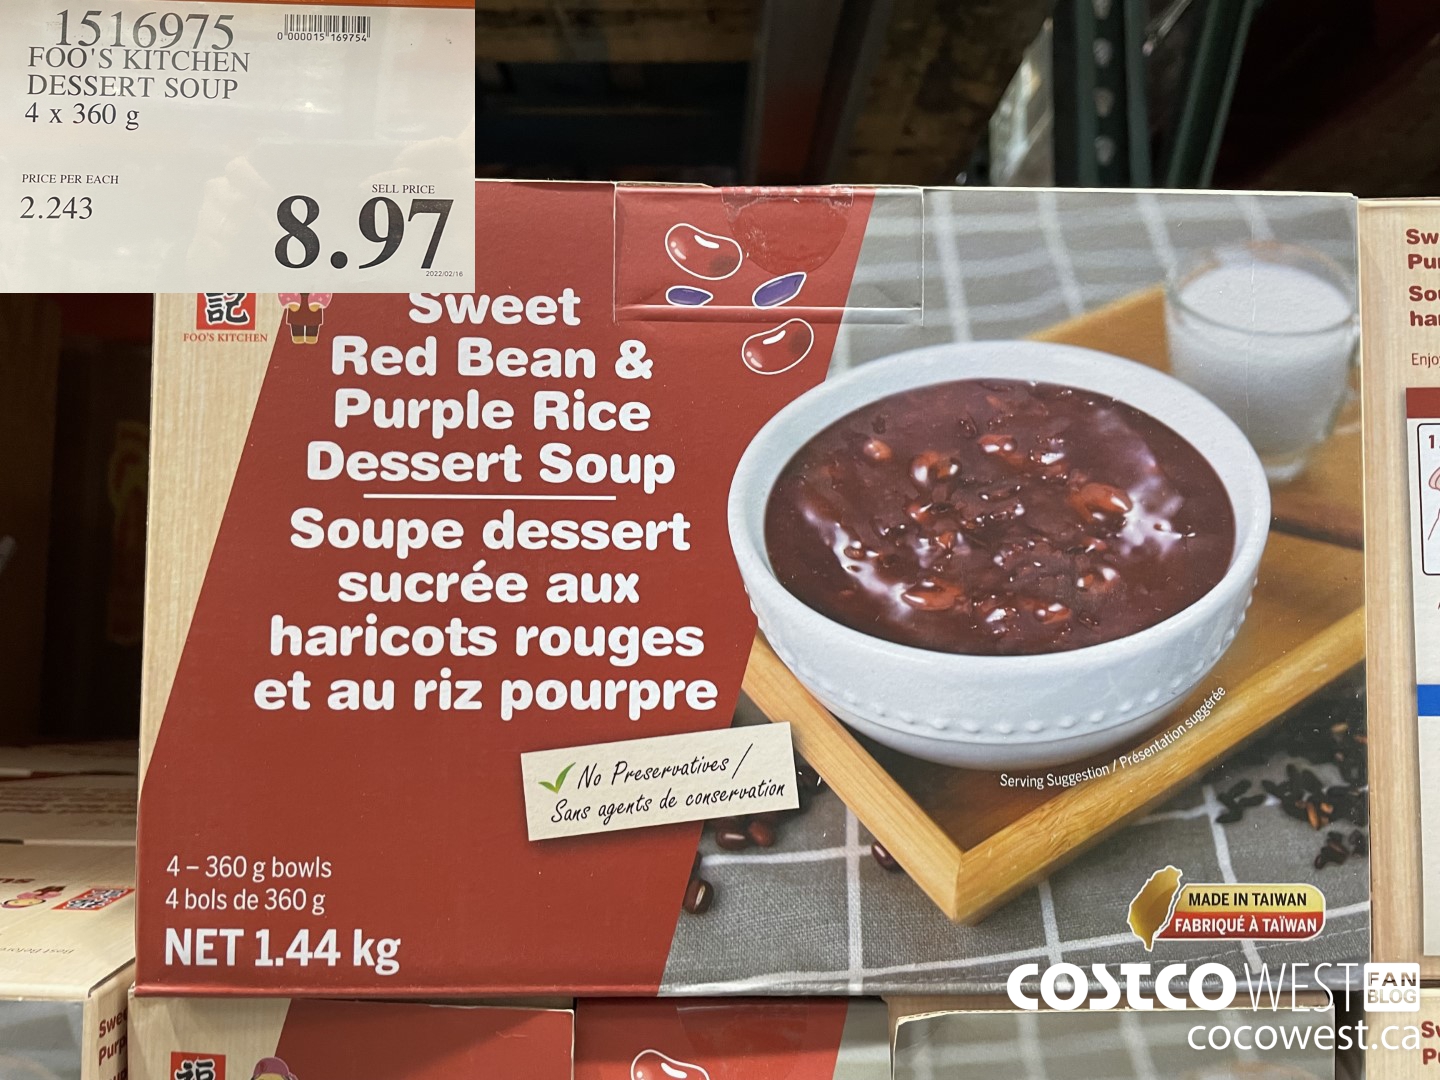 1516975
0 000015 169754
FOO'S KITCHEN
DESSERT SOUP
4 x 360 g
PRICE PER EACH
2.243
SELL PRICE
8.97
2022/02/16
記
FOO'S KITCHEN
Sweet
Red Bean &
Purple Rice
Dessert Soup
Soupe dessert
sucrée aux
haricots rouges
et au riz pourpre
No Preservatives /
Sans agents de conservation
4 – 360 g bowls
4 bols de 360 g
NET 1.44 kg
Serving Suggestion / Présentation suggérée
MADE IN TAIWAN
FABRIQUÉ À TAÏWAN
COSTCO WEST FAN BLOG
cocowest.ca
福